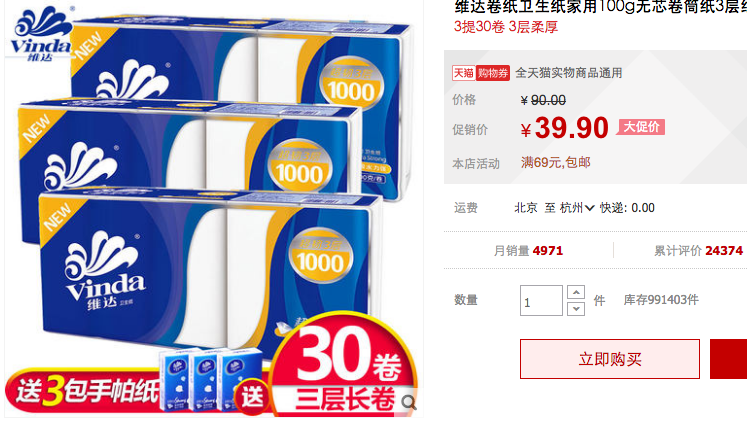 Vinda
维达
NEW
1000
NEW
1000
NEW
Vinda
维达
卫生纸
1000
30卷
三层长卷
送3包手帕纸
送
维达卷纸卫生纸家用100g无芯卷筒纸3层
3提30卷 3层柔厚
天猫 购物券 全天猫实物商品通用
价格 ¥ 90.00
促销价 ¥ 39.90 大促价
本店活动 满69元,包邮
运费 北京 至 杭州 快递: 0.00
月销量 4971 累计评价 24374
数量 1 件 库存991403件
立即购买